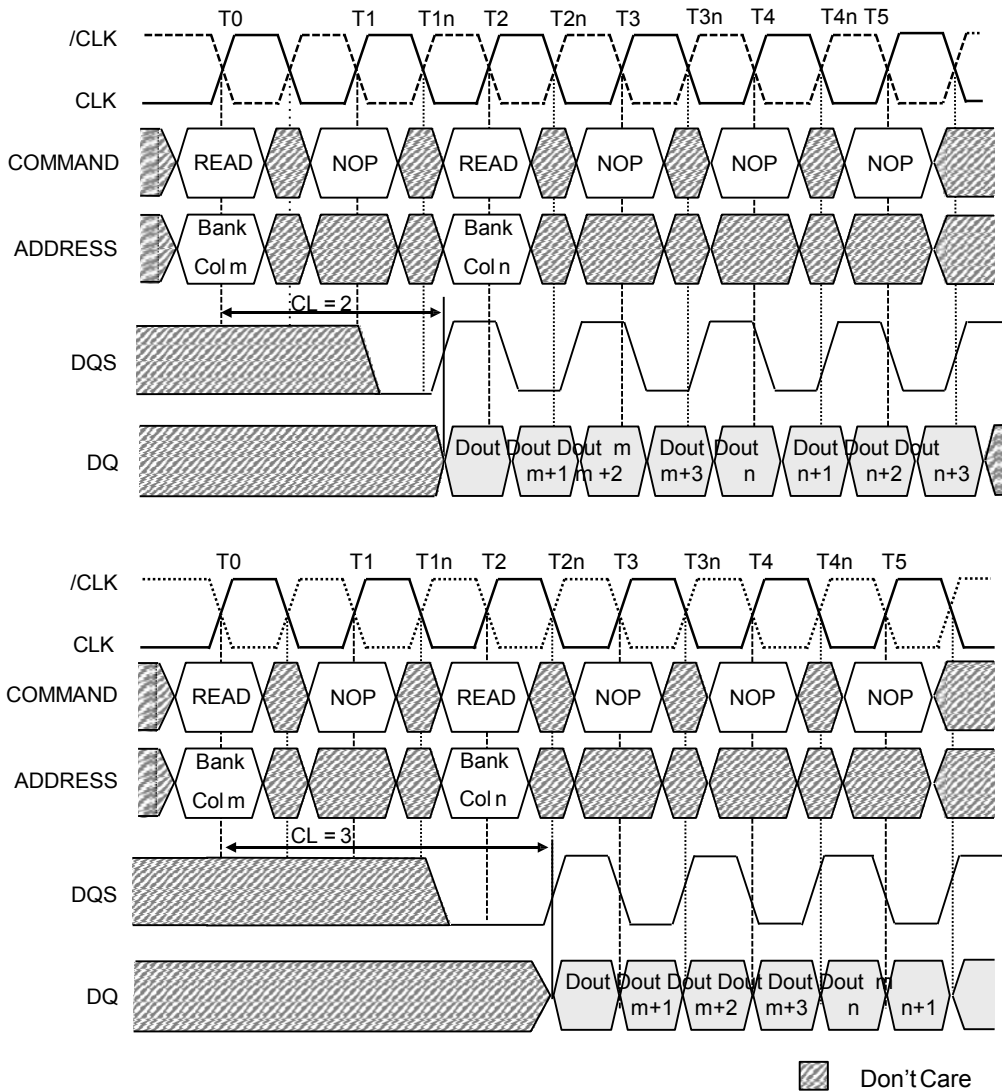 T0 T1 T1n T2 T2n T3 T3n T4 T4n T5
/CLK
CLK
COMMAND READ NOP READ NOP NOP NOP
ADDRESS Bank Bank
Col m Col n
CL = 2
DQS
DQ Dout Dout Dout m Dout Dout Dout Dout Dout
m+1 m +2 m+3 n n+1 n+2 n+3
T0 T1 T1n T2 T2n T3 T3n T4 T4n T5
/CLK
CLK
COMMAND READ NOP READ NOP NOP NOP
ADDRESS Bank Bank
Col m Col n
CL = 3
DQS
DQ Dout Dout Dout Dout Dout Dout m
m+1 m+2 m+3 n n+1
Don't Care